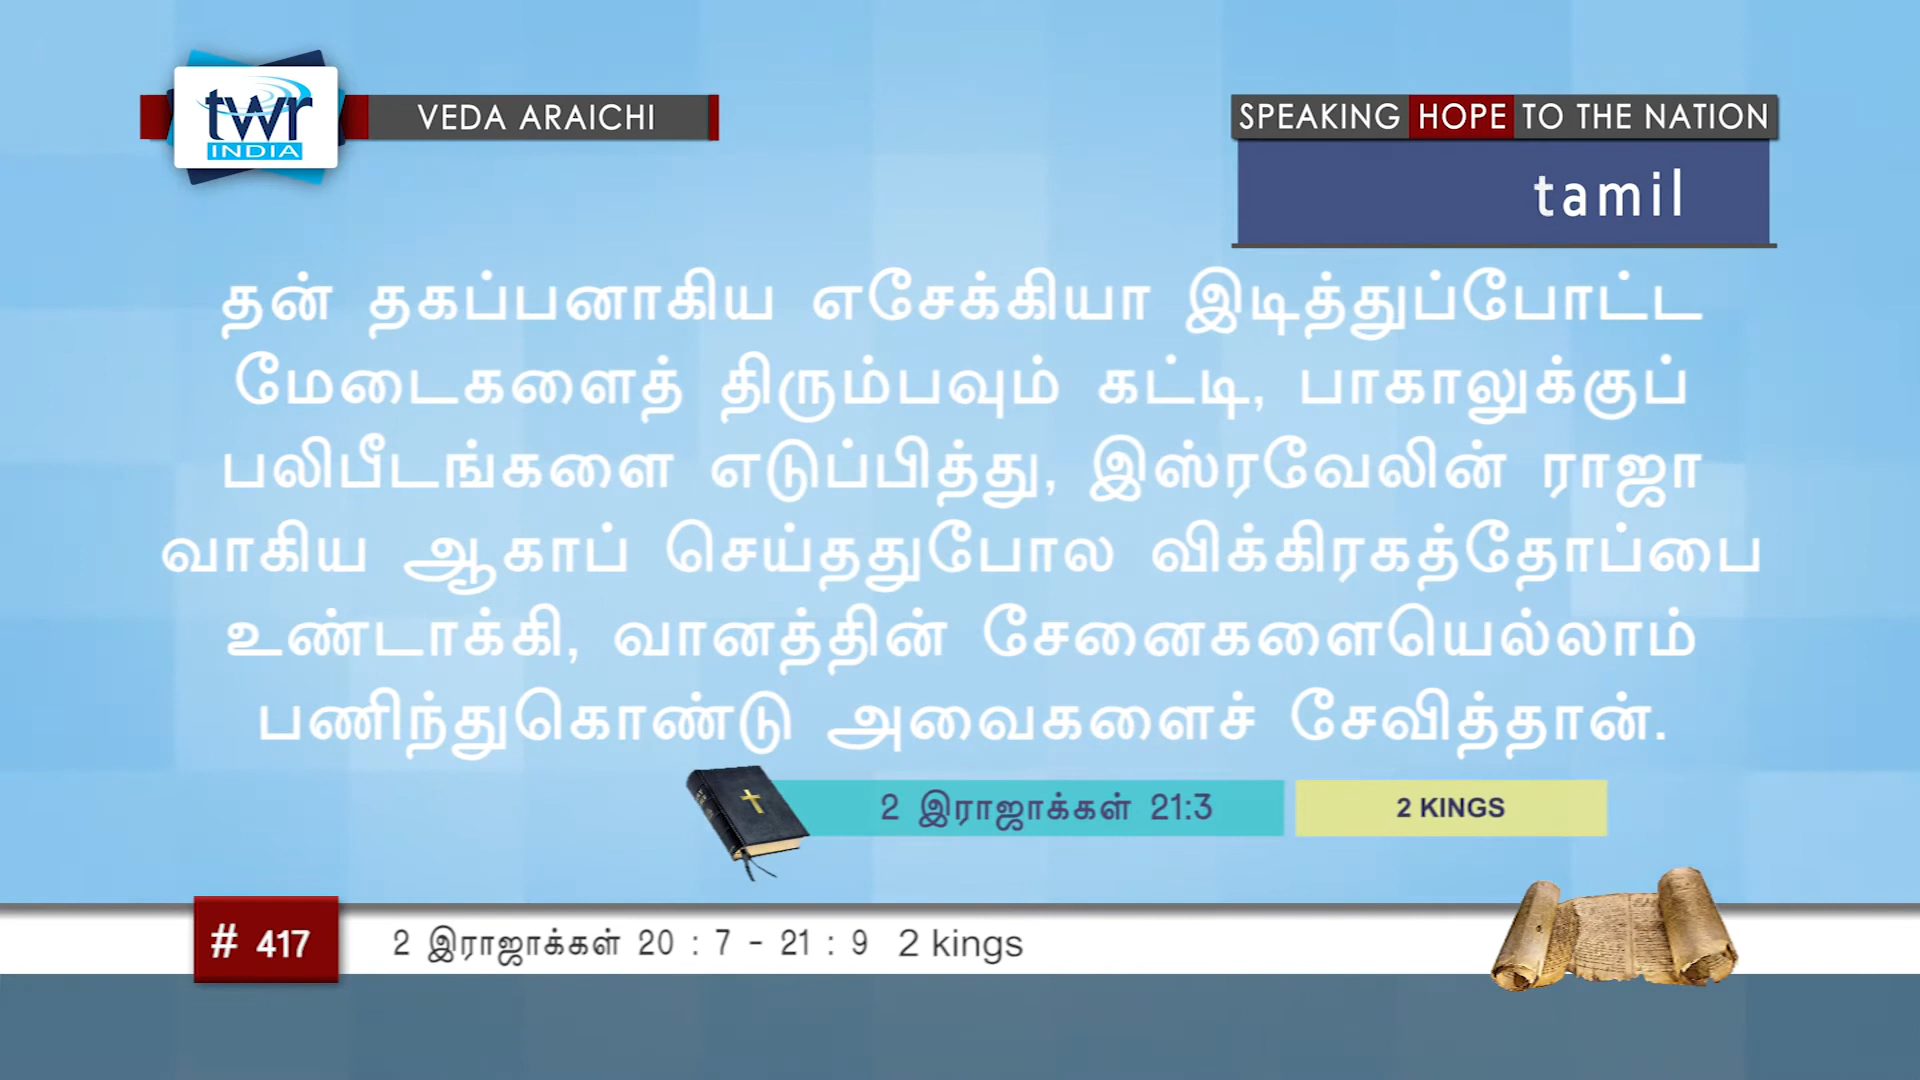 twr
INDIA
VEDA ARAICHI
SPEAKING HOPE TO THE NATION
tamil
தன் தகப்பனாகிய எசேக்கியா இடித்துப்போட்ட
மேடைகளைத் திரும்பவும் கட்டி, பாகாலுக்குப்
பலிபீடங்களை எடுப்பித்து, இஸ்ரவேலின் ராஜா
வாகிய ஆகாப் செய்ததுபோல விக்கிரகத்தோப்பை
உண்டாக்கி, வானத்தின் சேனைகளையெல்லாம்
பணிந்துகொண்டு அவைகளைச் சேவித்தான்.
2 இராஜாக்கள் 21:3
2 KINGS
# 417
2 இராஜாக்கள் 20 : 7 - 21 : 9 2 kings